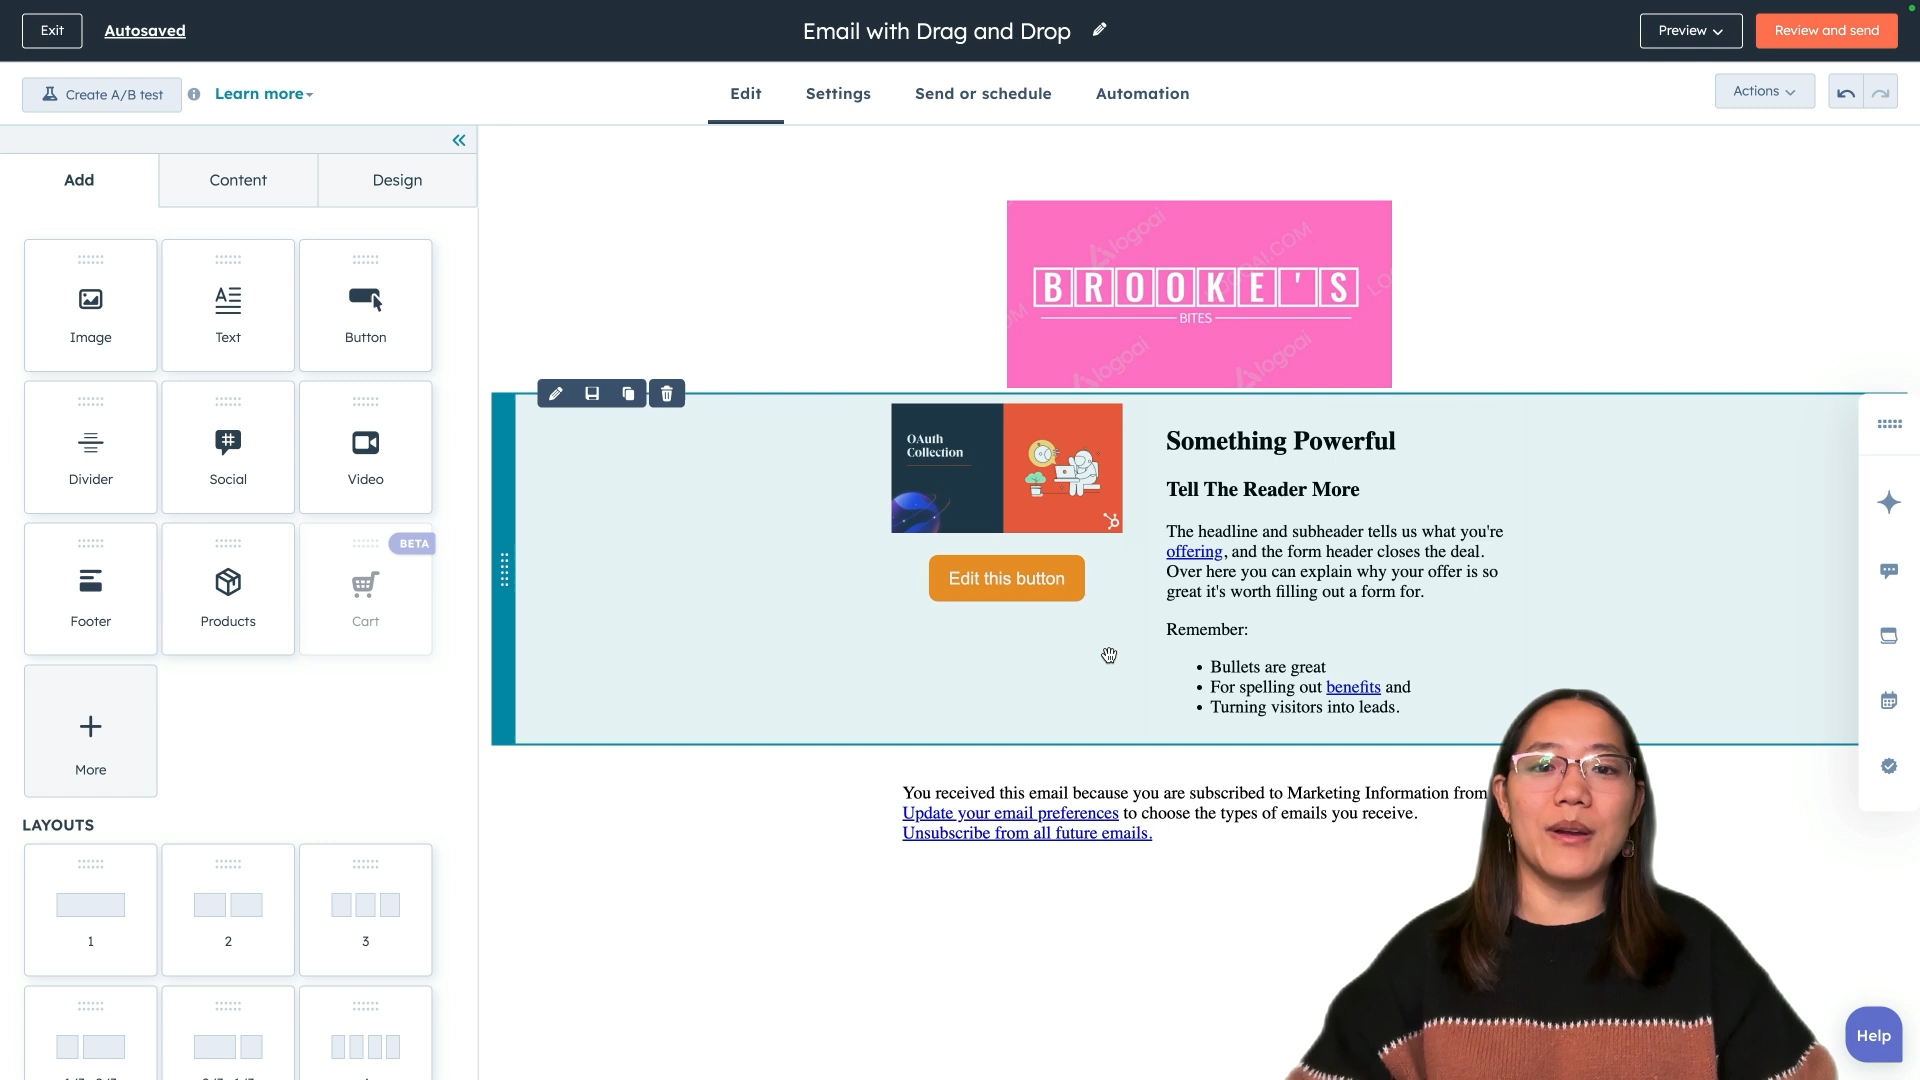 Exit
Autosaved
Email with Drag and Drop
Preview
Review and send
Create A/B test
Learn more
Edit
Settings
Send or schedule
Automation
Actions
Add
Content
Design
Image
Text
Button
Divider
Social
Video
Footer
Products
BETA
Cart
More
LAYOUTS
1
2
3
logoai
LOGOAI.COM
BROOKE'S
BITES
logoai
logoai
OAuth
Collection
Edit this button
Something Powerful
Tell The Reader More
The headline and subheader tells us what you're
offering, and the form header closes the deal.
Over here you can explain why your offer is so
great it's worth filling out a form for.
Remember:
• Bullets are great
• For spelling out benefits and
• Turning visitors into leads.
You received this email because you are subscribed to Marketing Information from
Update your email preferences to choose the types of emails you receive.
Unsubscribe from all future emails.
Help